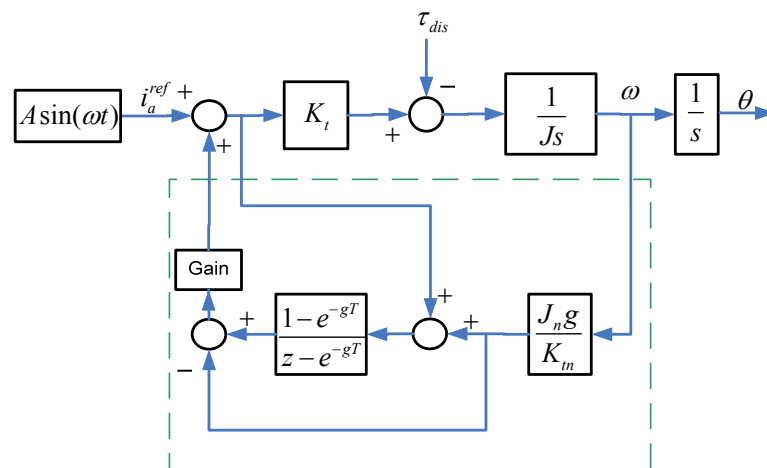 τ_dis
A sin(ωt)
i_a^ref
+
+
K_t
+
−
1
Js
ω
1
s
θ
Gain
+
−
1 − e^−gT
z − e^−gT
+
+
J_n g
K_tn